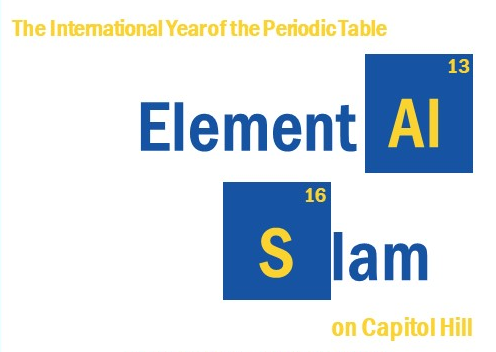 The International Year of the Periodic Table
13
Element Al
16
S lam
on Capitol Hill